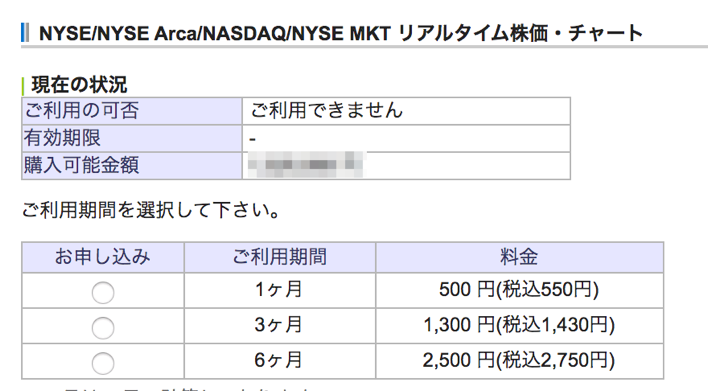 NYSE/NYSE Arca/NASDAQ/NYSE MKT リアルタイム株価・チャート
現在の状況
ご利用の可否 ご利用できません
有効期限 -
購入可能金額
ご利用期間を選択して下さい。
お申し込み ご利用期間 料金
1ヶ月 500 円(税込550円)
3ヶ月 1,300 円(税込1,430円)
6ヶ月 2,500 円(税込2,750円)